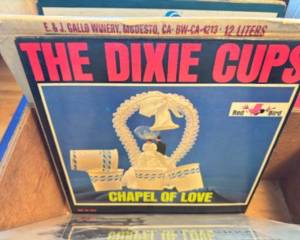 E. & J. GALLO WINERY, MODESTO, CA· BW-CA-4213 · 12 LITERS
THE DIXIE CUPS
Red Bird
CHAPEL OF LOVE